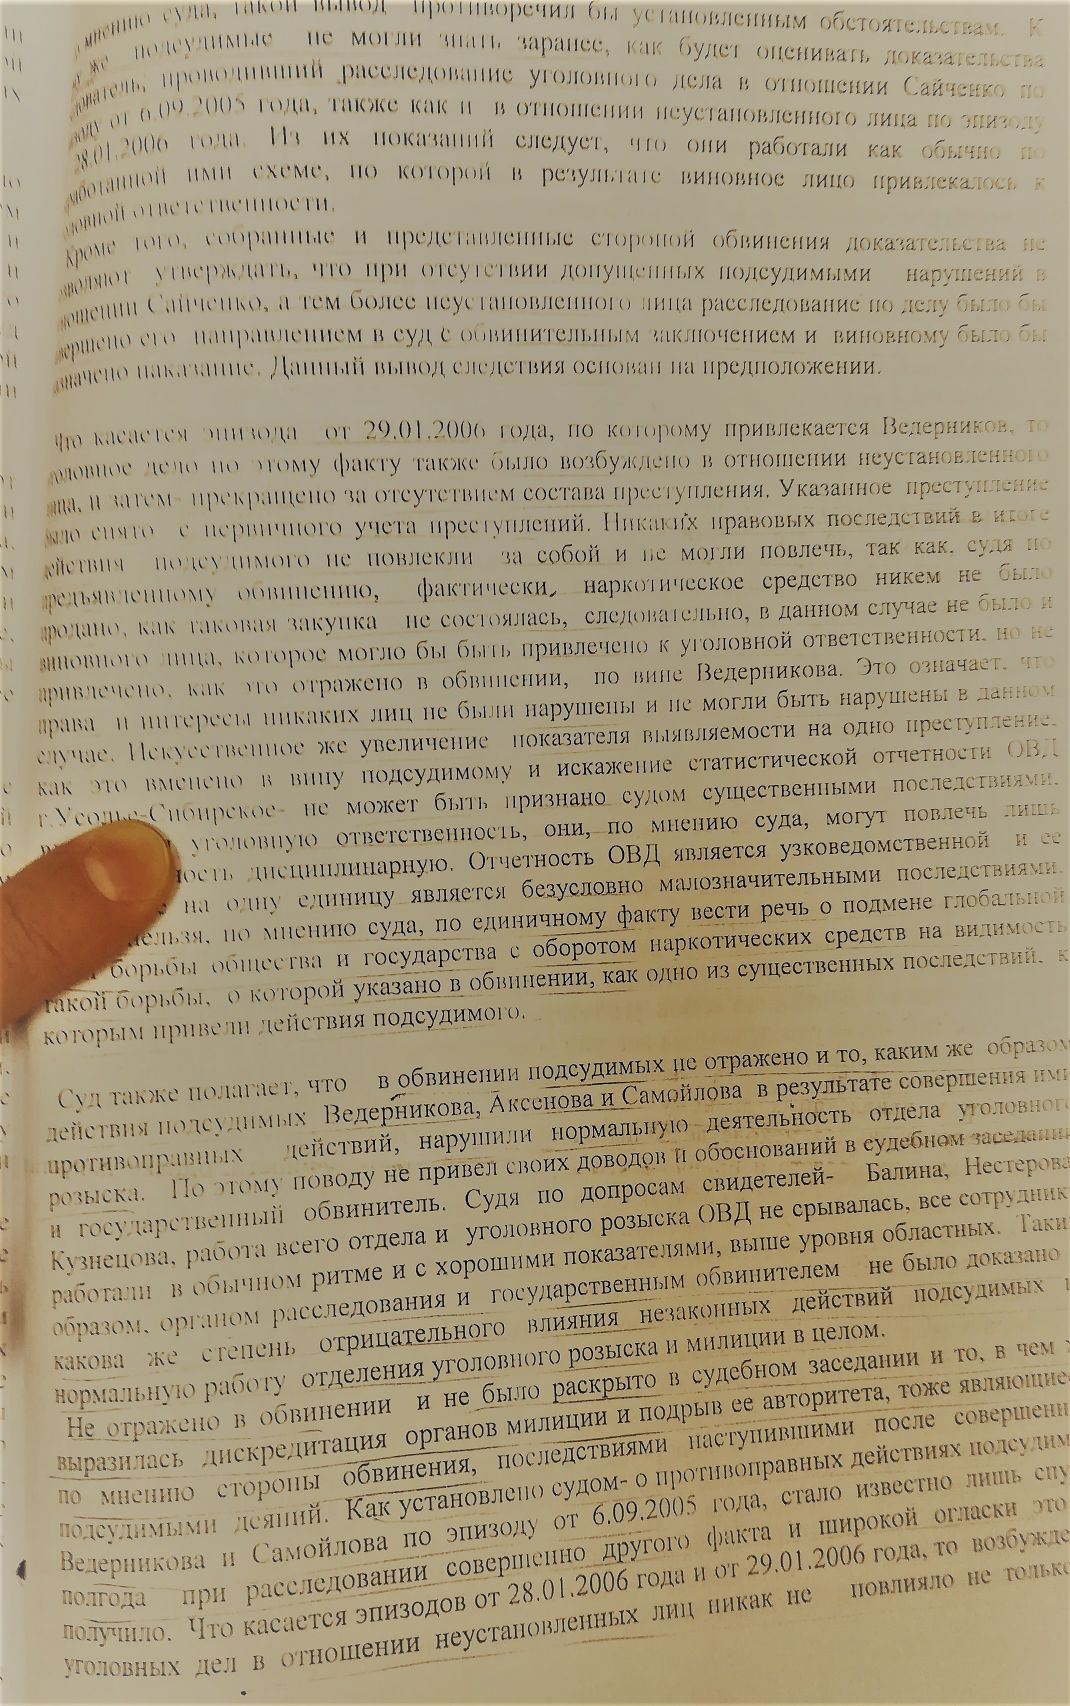 мнению суда, такой вывод противоречил бы установленным обстоятельствам. К
же подсудимые не могли знать заранее, как будет оценивать доказательства
дователь, проводивший расследование уголовного дела в отношении Сайченко по
зоду от 6.09.2005 года, также как и в отношении неустановленного лица по эпизоду
28.01.2006 года. Из их показаний следует, что они работали как обычно по
работанной ими схеме, по которой в результате виновное лицо привлекалось к
ловной ответственности.
Кроме того, собранные и представленные стороной обвинения доказательства не
зволяют утверждать, что при отсутствии допущенных подсудимыми нарушений в
ношении Сайченко, а тем более неустановленного лица расследование по делу было бы
вершено его направлением в суд с обвинительным заключением и виновному было бы
значено наказание. Данный вывод следствия основан на предположении.
Что касается эпизода от 29.01.2006 года, по которому привлекается Ведерников, то
головное дело по этому факту также было возбуждено в отношении неустановленного
лица, и затем- прекращено за отсутствием состава преступления. Указанное преступление
было снято с первичного учета преступлений. Никаких правовых последствий в итоге
действия подсудимого не повлекли за собой и не могли повлечь, так как, судя по
предъявленному обвинению, фактически, наркотическое средство никем не было
продано, как таковая закупка не состоялась, следовательно, в данном случае не было и
виновного лица, которое могло бы быть привлечено к уголовной ответственности, но не
привлечено, как это отражено в обвинении, по вине Ведерникова. Это означает, что
права и интересы никаких лиц не были нарушены и не могли быть нарушены в данном
случае. Искусственное же увеличение показателя выявляемости на одно преступление,
как это вменено в вину подсудимому и искажение статистической отчетности ОВД
г.Усолье-Сибирское- не может быть признано судом существенными последствиями,
уголовную ответственность, они, по мнению суда, могут повлечь лишь
ность дисциплинарную. Отчетность ОВД является узковедомственной и ее
на одну единицу является безусловно малозначительными последствиями.
нельзя, по мнению суда, по единичному факту вести речь о подмене глобальной
борьбы общества и государства с оборотом наркотических средств на видимость
такой борьбы, о которой указано в обвинении, как одно из существенных последствий, к
которым привели действия подсудимого.
Суд также полагает, что в обвинении подсудимых не отражено и то, каким же образом
действия подсудимых Ведерникова, Аксенова и Самойлова в результате совершения ими
противоправных действий, нарушили нормальную деятельность отдела уголовного
розыска. По этому поводу не привел своих доводов и обоснований в судебном заседании
и государственный обвинитель. Судя по допросам свидетелей- Балина, Нестерова,
Кузнецова, работа всего отдела и уголовного розыска ОВД не срывалась, все сотрудники
работали в обычном ритме и с хорошими показателями, выше уровня областных. Таким
образом, органом расследования и государственным обвинителем не было доказано
какова же степень отрицательного влияния незаконных действий подсудимых
нормальную работу отделения уголовного розыска и милиции в целом.
Не отражено в обвинении и не было раскрыто в судебном заседании и то, в чем
выразилась дискредитация органов милиции и подрыв ее авторитета, тоже являющиеся
по мнению стороны обвинения, последствиями наступившими после совершения
подсудимыми деяний. Как установлено судом- о противоправных действиях подсудим
Ведерникова и Самойлова по эпизоду от 6.09.2005 года, стало известно лишь спу
полгода при расследовании совершенно другого факта и широкой огласки это
получило. Что касается эпизодов от 28.01.2006 года и от 29.01.2006 года, то возбужде
уголовных дел в отношении неустановленных лиц никак не повлияло не только